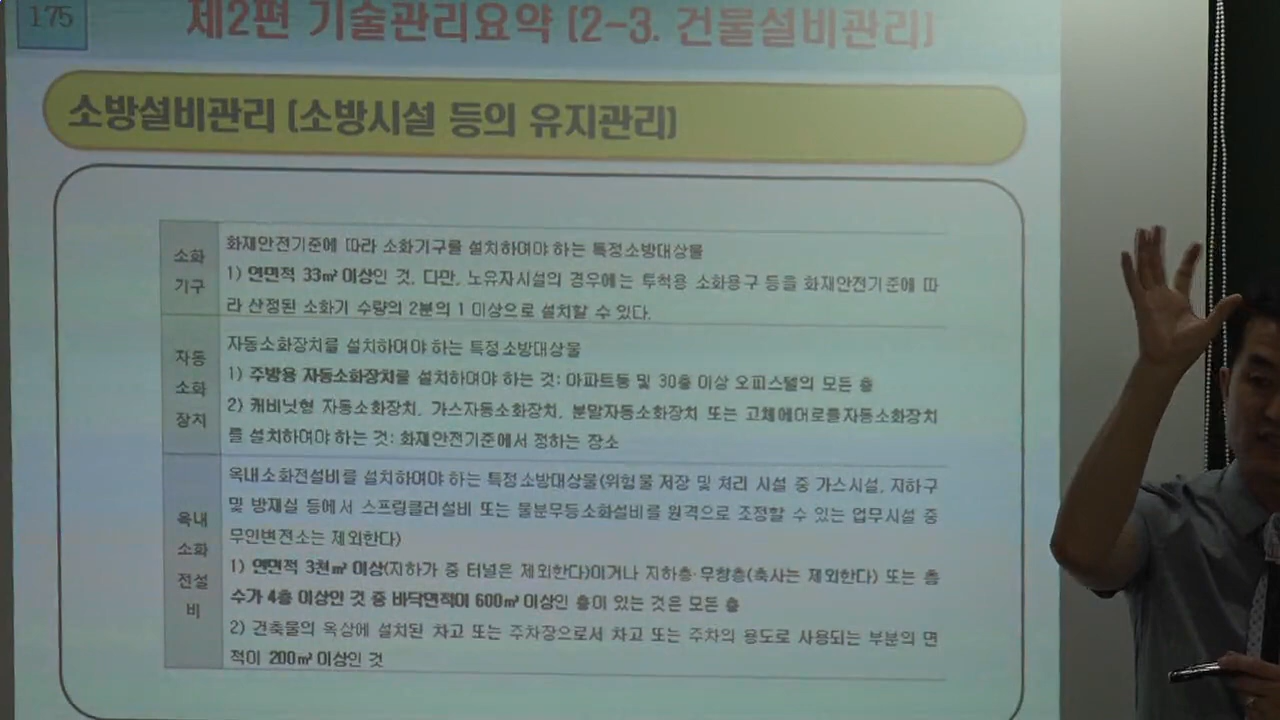 175
제2편 기술관리요약 (2-3. 건물설비관리)
소방설비관리 (소방시설 등의 유지관리)
소화
기구
화재안전기준에 따라 소화기구를 설치하여야 하는 특정소방대상물
1) 연면적 33㎡ 이상인 것. 다만, 노유자시설의 경우에는 투척용 소화용구 등을 화재안전기준에 따
라 산정된 소화기 수량의 2분의 1 이상으로 설치할 수 있다.
자동
소화
장치
자동소화장치를 설치하여야 하는 특정소방대상물
1) 주방용 자동소화장치를 설치하여야 하는 것: 아파트등 및 30층 이상 오피스텔의 모든 층
2) 캐비닛형 자동소화장치, 가스자동소화장치, 분말자동소화장치 또는 고체에어로졸자동소화장치
를 설치하여야 하는 것: 화재안전기준에서 정하는 장소
옥내
소화
전설
비
옥내소화전설비를 설치하여야 하는 특정소방대상물(위험물 저장 및 처리 시설 중 가스시설, 지하구
및 방재실 등에서 스프링클러설비 또는 물분무등소화설비를 원격으로 조정할 수 있는 업무시설 중
무인변전소는 제외한다)
1) 연면적 3천㎡ 이상(지하가 중 터널은 제외한다)이거나 지하층·무창층(축사는 제외한다) 또는 층
수가 4층 이상인 것 중 바닥면적이 600㎡ 이상인 층이 있는 것은 모든 층
2) 건축물의 옥상에 설치된 차고 또는 주차장으로서 차고 또는 주차의 용도로 사용되는 부분의 면
적이 200㎡ 이상인 것